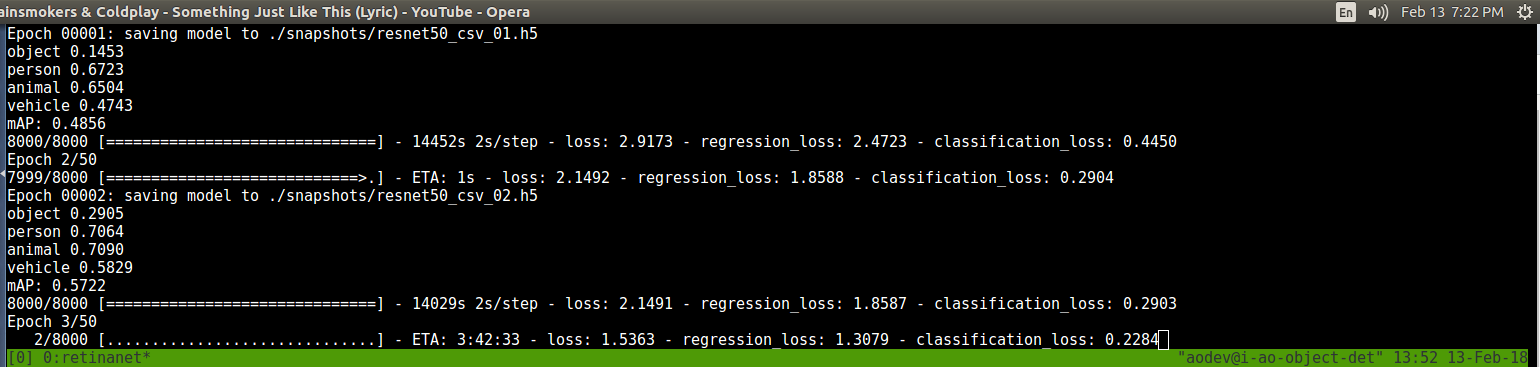 ainsmokers & Coldplay - Something Just Like This (Lyric) - YouTube - Opera En Feb 13 7:22 PM
Epoch 00001: saving model to ./snapshots/resnet50_csv_01.h5
object 0.1453
person 0.6723
animal 0.6504
vehicle 0.4743
mAP: 0.4856
8000/8000 [==============================] - 14452s 2s/step - loss: 2.9173 - regression_loss: 2.4723 - classification_loss: 0.4450
Epoch 2/50
7999/8000 [============================>.] - ETA: 1s - loss: 2.1492 - regression_loss: 1.8588 - classification_loss: 0.2904
Epoch 00002: saving model to ./snapshots/resnet50_csv_02.h5
object 0.2905
person 0.7064
animal 0.7090
vehicle 0.5829
mAP: 0.5722
8000/8000 [==============================] - 14029s 2s/step - loss: 2.1491 - regression_loss: 1.8587 - classification_loss: 0.2903
Epoch 3/50
2/8000 [..............................] - ETA: 3:42:33 - loss: 1.5363 - regression_loss: 1.3079 - classification_loss: 0.2284
[0] 0:retinanet* "aodev@i-ao-object-det" 13:52 13-Feb-18